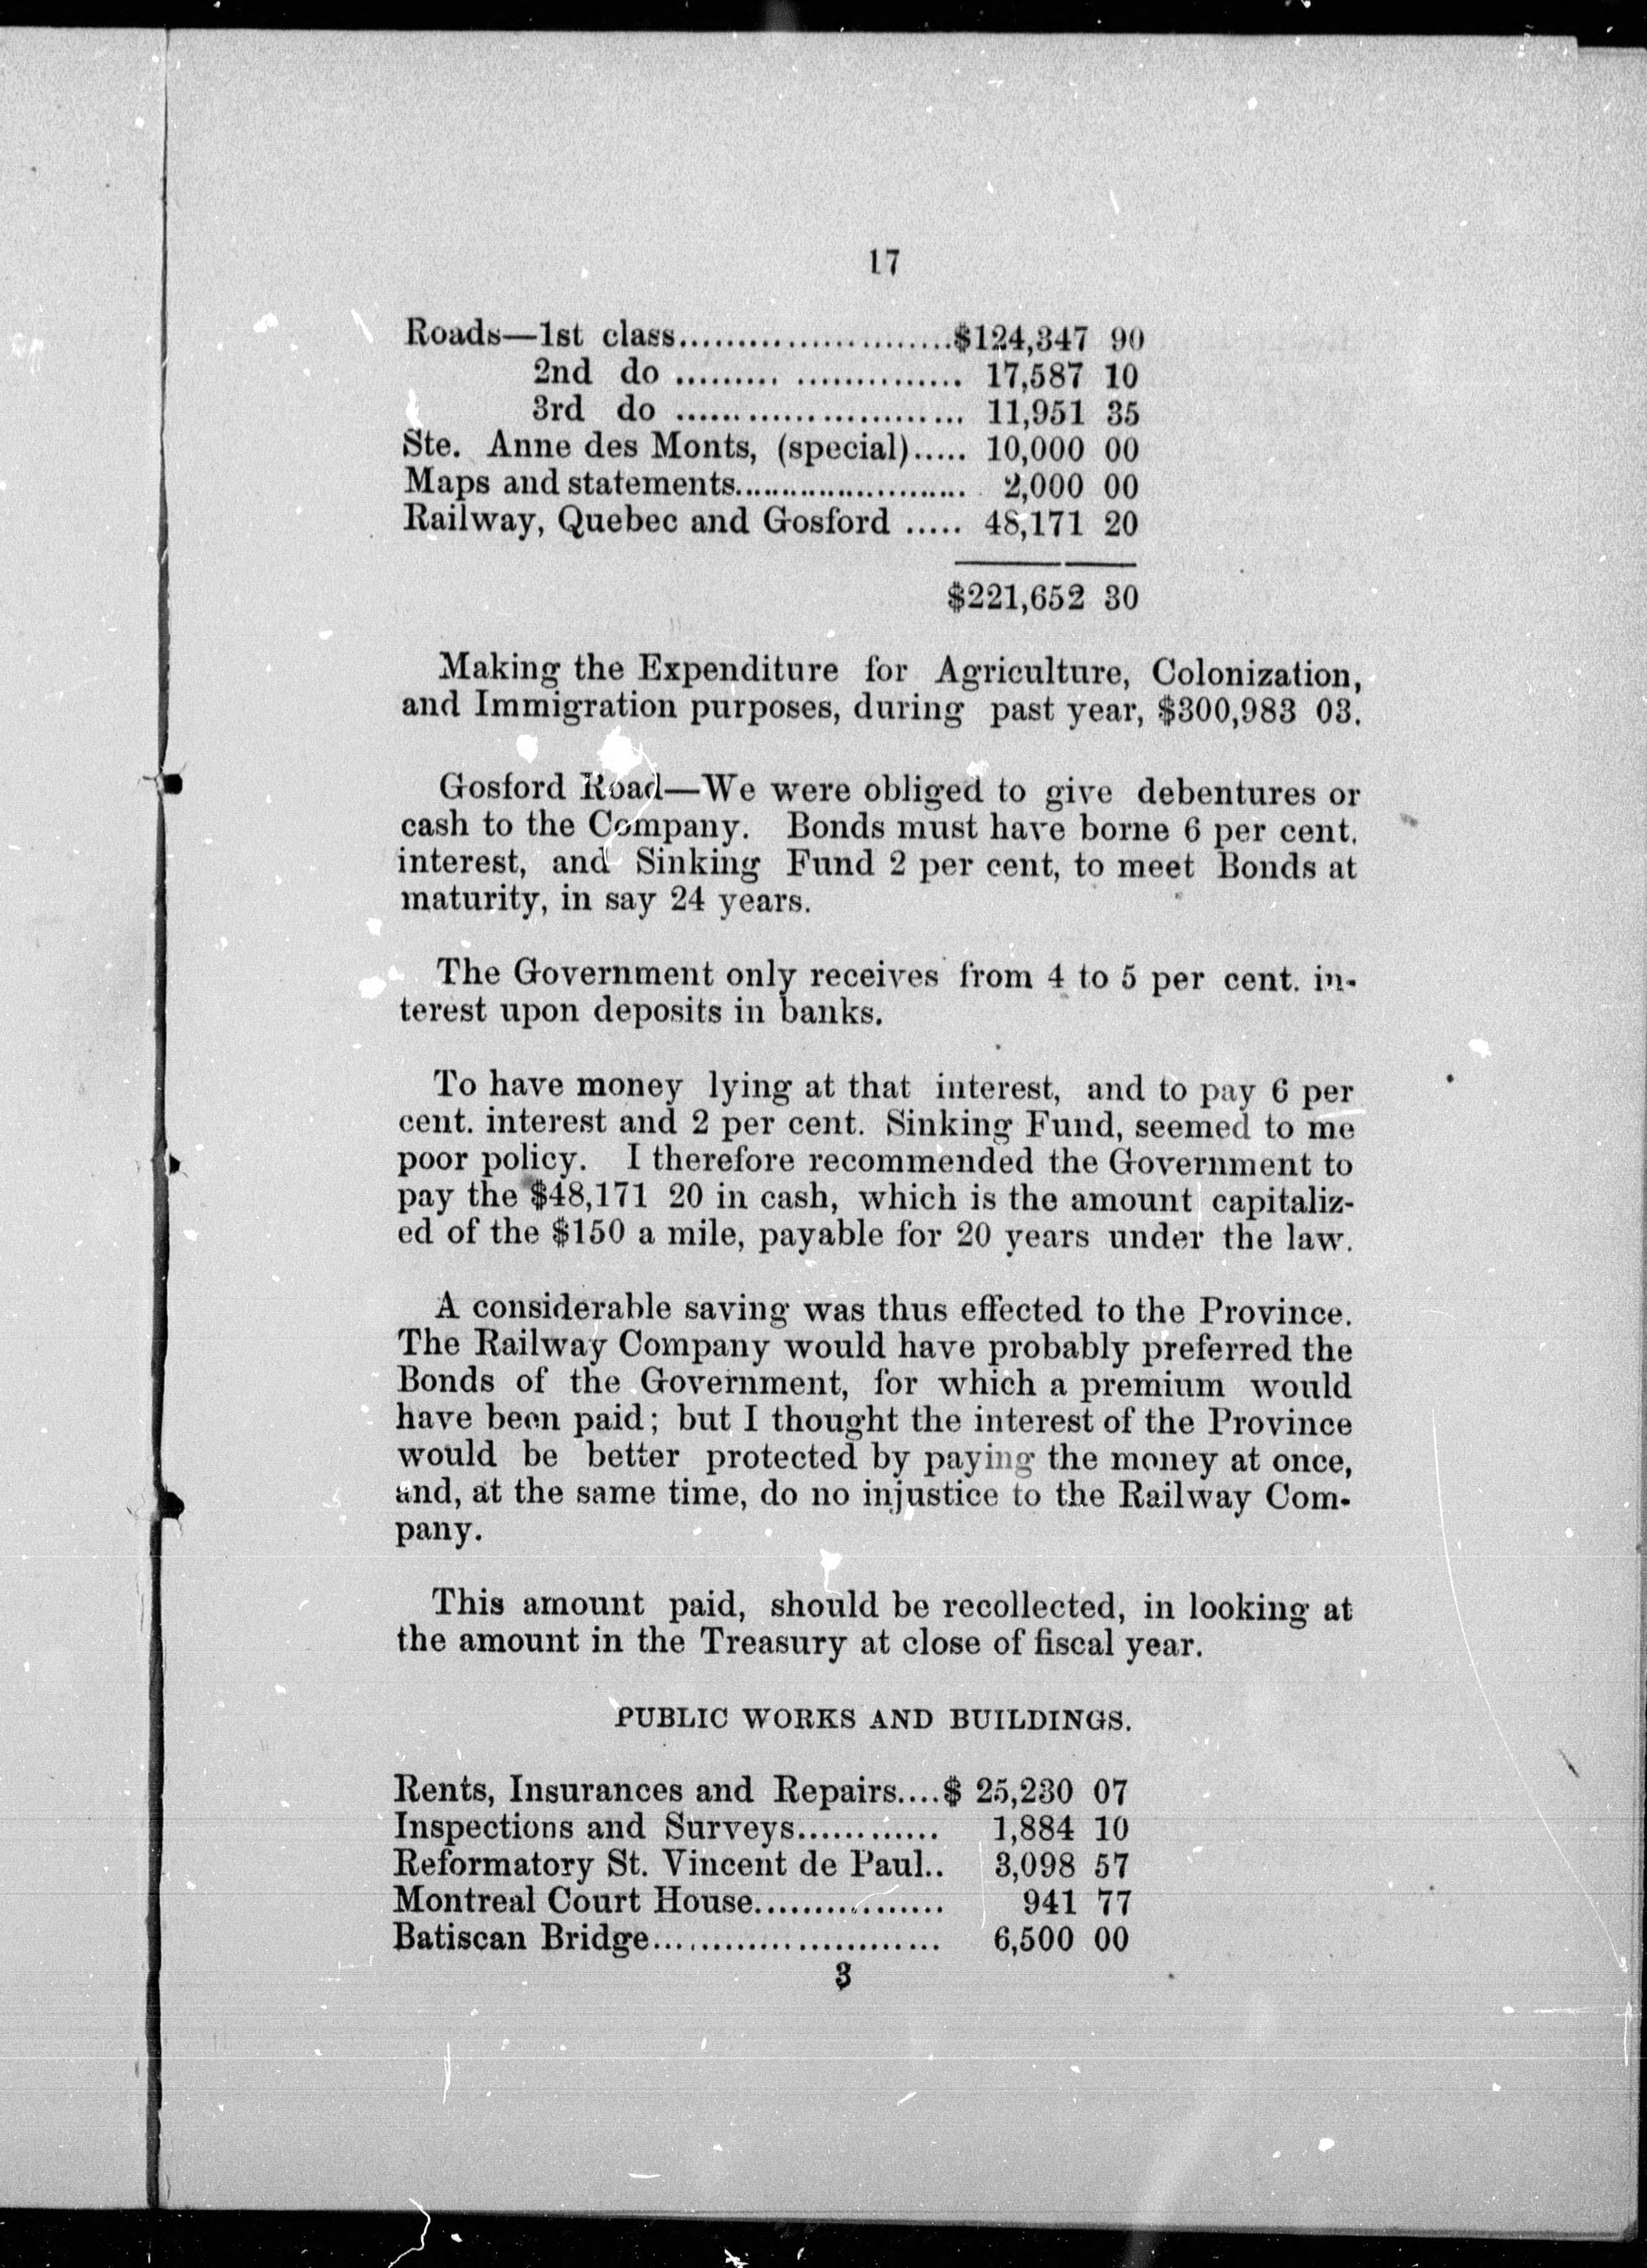 17
Roads—1st class.......................$124,347 90
2nd do ......... .............. 17,587 10
3rd do ........................ 11,951 35
Ste. Anne des Monts, (special)..... 10,000 00
Maps and statements....................... 2,000 00
Railway, Quebec and Gosford ..... 48,171 20
$221,652 30
Making the Expenditure for Agriculture, Colonization,
and Immigration purposes, during past year, $300,983 03.
Gosford Road—We were obliged to give debentures or
cash to the Company. Bonds must have borne 6 per cent.
interest, and Sinking Fund 2 per cent, to meet Bonds at
maturity, in say 24 years.
The Government only receives from 4 to 5 per cent. in-
terest upon deposits in banks.
To have money lying at that interest, and to pay 6 per
cent. interest and 2 per cent. Sinking Fund, seemed to me
poor policy. I therefore recommended the Government to
pay the $48,171 20 in cash, which is the amount capitaliz-
ed of the $150 a mile, payable for 20 years under the law.
A considerable saving was thus effected to the Province.
The Railway Company would have probably preferred the
Bonds of the Government, for which a premium would
have been paid; but I thought the interest of the Province
would be better protected by paying the money at once,
and, at the same time, do no injustice to the Railway Com-
pany.
This amount paid, should be recollected, in looking at
the amount in the Treasury at close of fiscal year.
PUBLIC WORKS AND BUILDINGS.
Rents, Insurances and Repairs....$ 25,230 07
Inspections and Surveys............ 1,884 10
Reformatory St. Vincent de Paul.. 3,098 57
Montreal Court House................ 941 77
Batiscan Bridge........................ 6,500 00
3